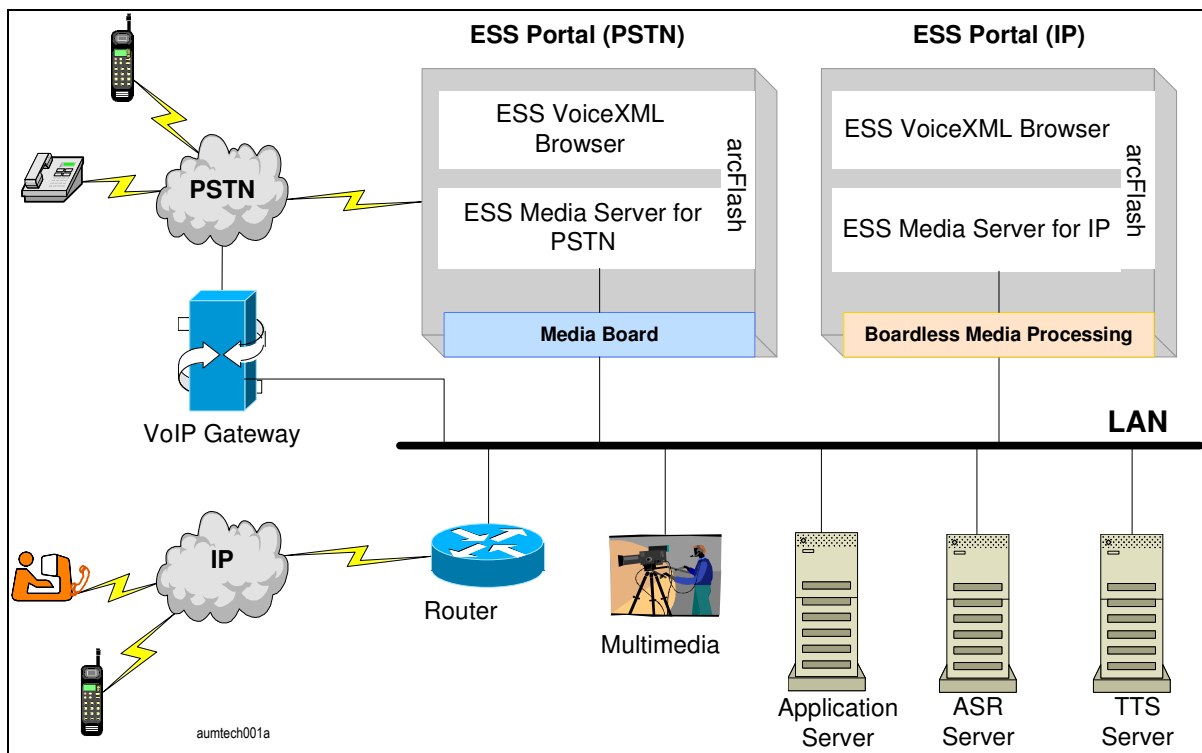 ESS Portal (PSTN)
ESS Portal (IP)
ESS VoiceXML
Browser
arcFlash
ESS Media Server for
PSTN
Media Board
ESS VoiceXML Browser
arcFlash
ESS Media Server for IP
Boardless Media Processing
PSTN
VoIP Gateway
LAN
IP
Router
Multimedia
Application
Server
ASR
Server
TTS
Server
aumtech001a